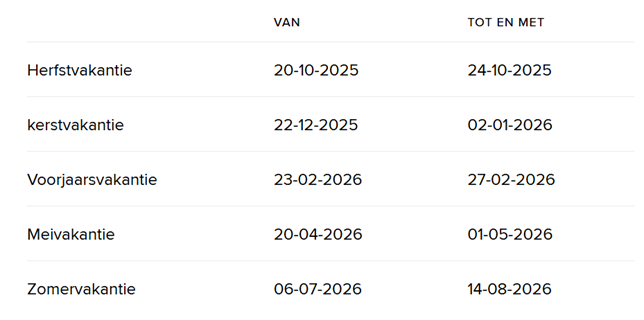 VAN TOT EN MET
Herfstvakantie 20-10-2025 24-10-2025
kerstvakantie 22-12-2025 02-01-2026
Voorjaarsvakantie 23-02-2026 27-02-2026
Meivakantie 20-04-2026 01-05-2026
Zomervakantie 06-07-2026 14-08-2026